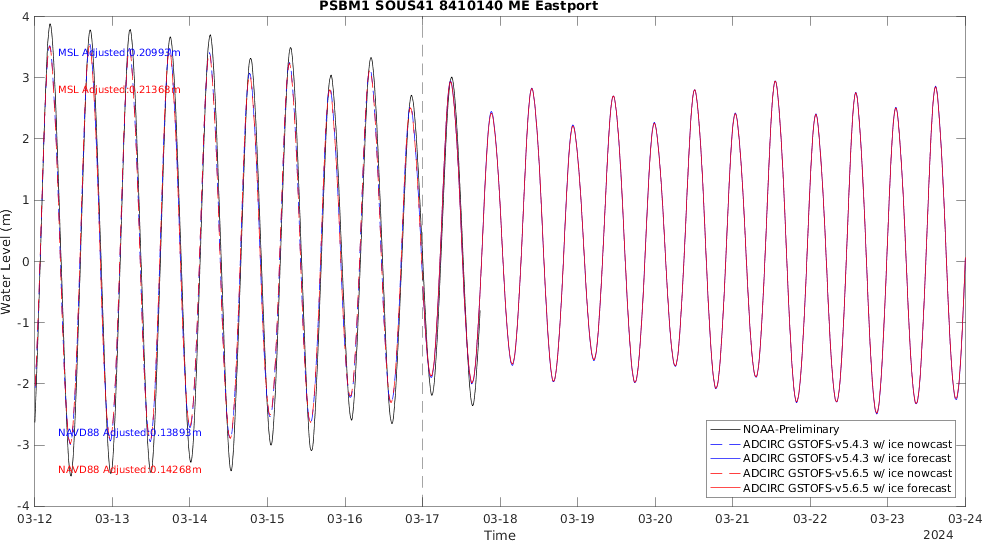 PSBM1 SOUS41 8410140 ME Eastport
4
3
2
1
0
-1
-2
-3
-4
Water Level (m)
MSL Adjusted:0.20993m
MSL Adjusted:0.21368m
NAVD88 Adjusted:0.13893m
NAVD88 Adjusted:0.14268m
NOAA-Preliminary
ADCIRC GSTOFS-v5.4.3 w/ ice nowcast
ADCIRC GSTOFS-v5.4.3 w/ ice forecast
ADCIRC GSTOFS-v5.6.5 w/ ice nowcast
ADCIRC GSTOFS-v5.6.5 w/ ice forecast
03-12 03-13 03-14 03-15 03-16 03-17 03-18 03-19 03-20 03-21 03-22 03-23 03-24
Time
2024